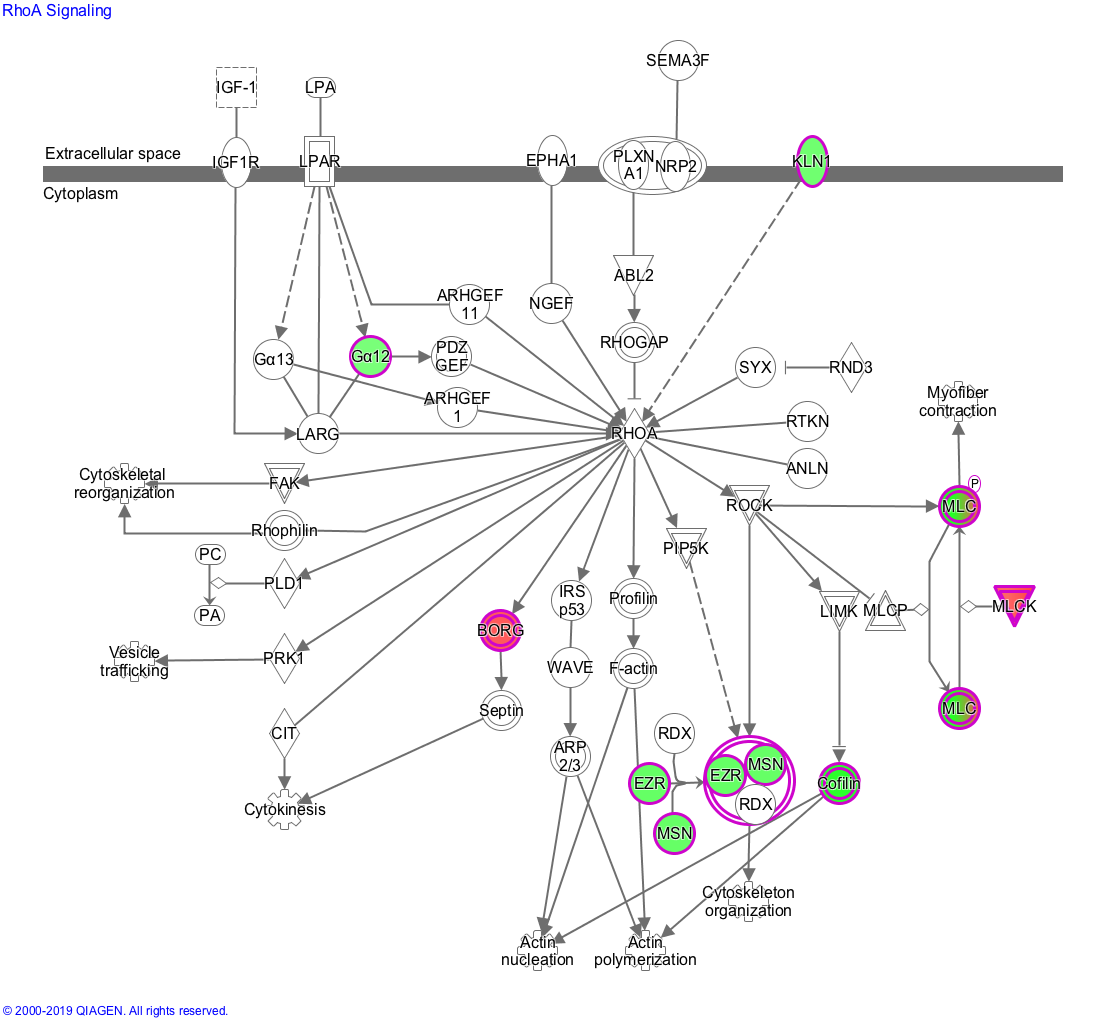 RhoA Signaling
SEMA3F
IGF-1
LPA
Extracellular space
IGF1R
LPAR
EPHA1
PLXN
A1
NRP2
KLN1
Cytoplasm
ABL2
ARHGEF
11
NGEF
RHOGAP
Gα13
Gα12
PDZ
GEF
SYX
RND3
ARHGEF
1
Myofiber
contraction
LARG
RHOA
RTKN
ANLN
Cytoskeletal
reorganization
FAK
P
ROCK
MLC
Rhophilin
PIP5K
PC
PLD1
PA
IRS
p53
Profilin
LIMK
MLCP
MLCK
BORG
Vesicle
trafficking
PRK1
WAVE
F-actin
Septin
MLC
CIT
RDX
ARP
2/3
EZR
EZR
MSN
Cofilin
RDX
Cytokinesis
MSN
Cytoskeleton
organization
Actin
nucleation
Actin
polymerization
© 2000-2019 QIAGEN. All rights reserved.